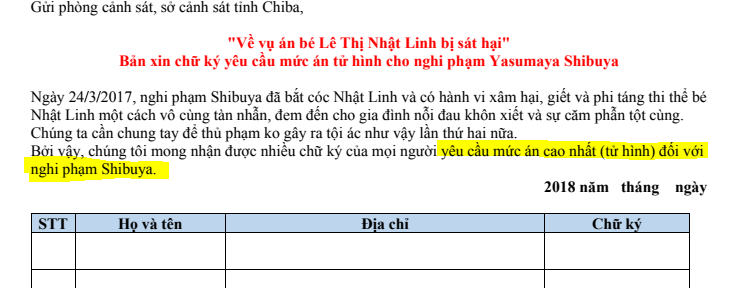 Gửi phòng cảnh sát, sở cảnh sát tỉnh Chiba,
"Về vụ án bé Lê Thị Nhật Linh bị sát hại"
Bản xin chữ ký yêu cầu mức án tử hình cho nghi phạm Yasumaya Shibuya
Ngày 24/3/2017, nghi phạm Shibuya đã bắt cóc Nhật Linh và có hành vi xâm hại, giết và phi táng thi thể bé
Nhật Linh một cách vô cùng tàn nhẫn, đem đến cho gia đình nỗi đau khôn xiết và sự căm phẫn tột cùng.
Chúng ta cần chung tay để thủ phạm ko gây ra tội ác như vậy lần thứ hai nữa.
Bởi vậy, chúng tôi mong nhận được nhiều chữ ký của mọi người yêu cầu mức án cao nhất (tử hình) đối với
nghi phạm Shibuya.
2018 năm tháng ngày
STT Họ và tên Địa chỉ Chữ ký